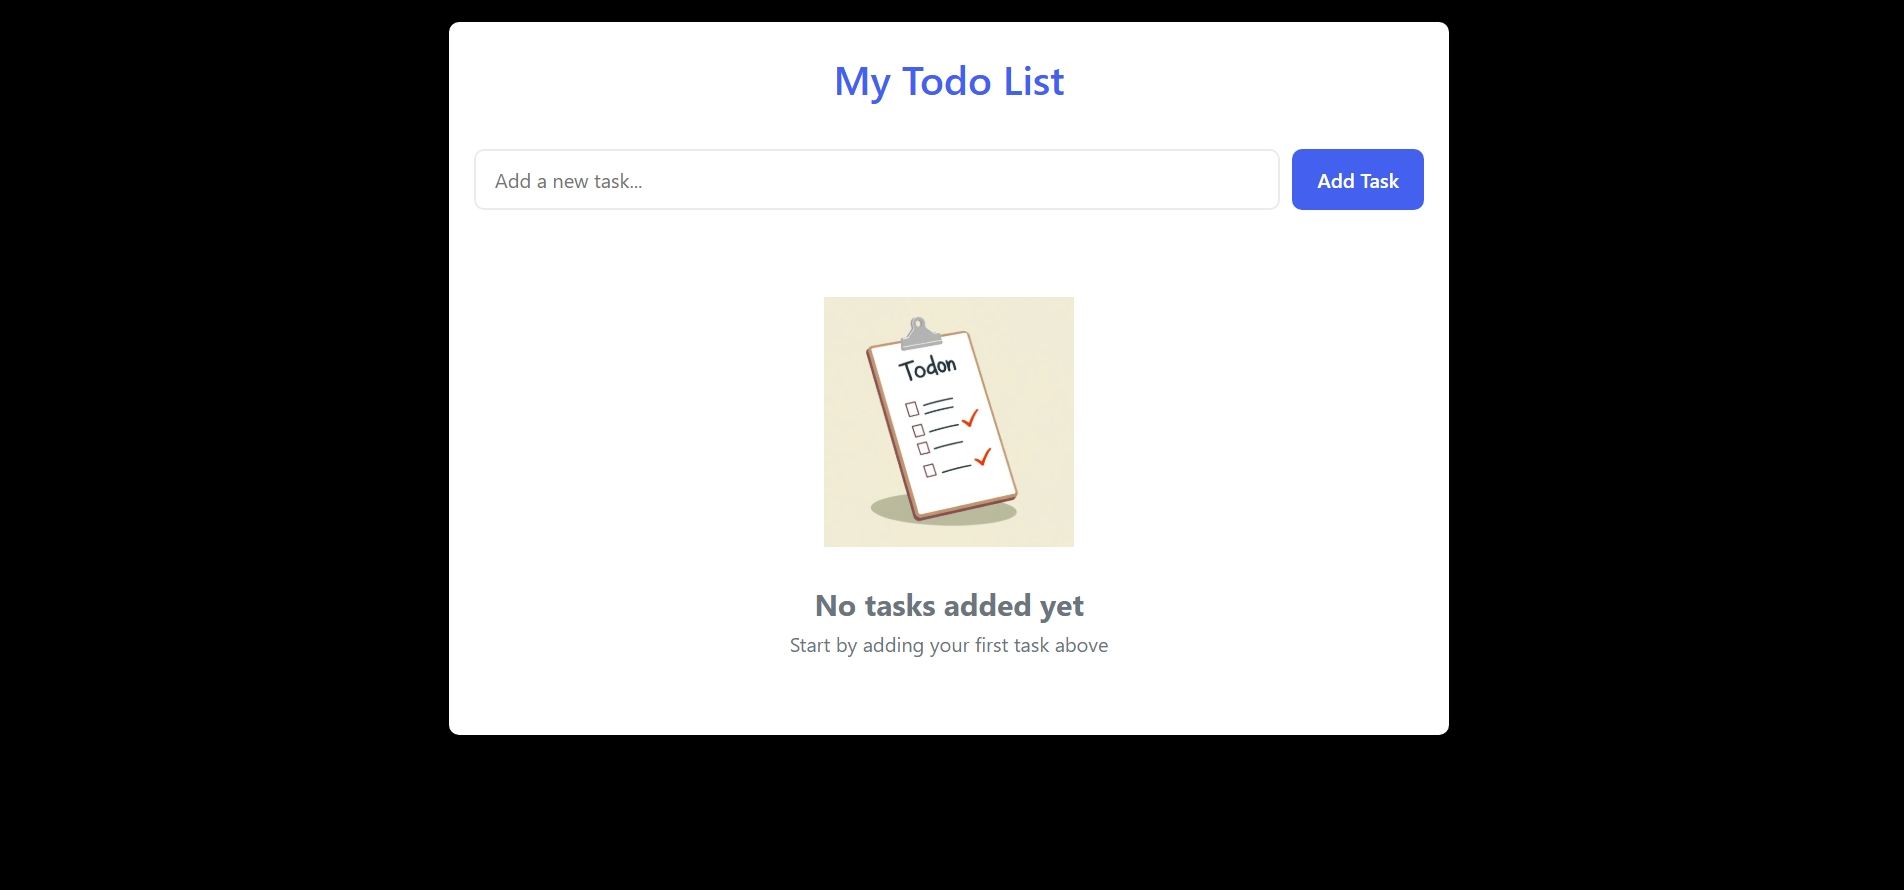 My Todo List
Add a new task...
Add Task
Todon
No tasks added yet
Start by adding your first task above